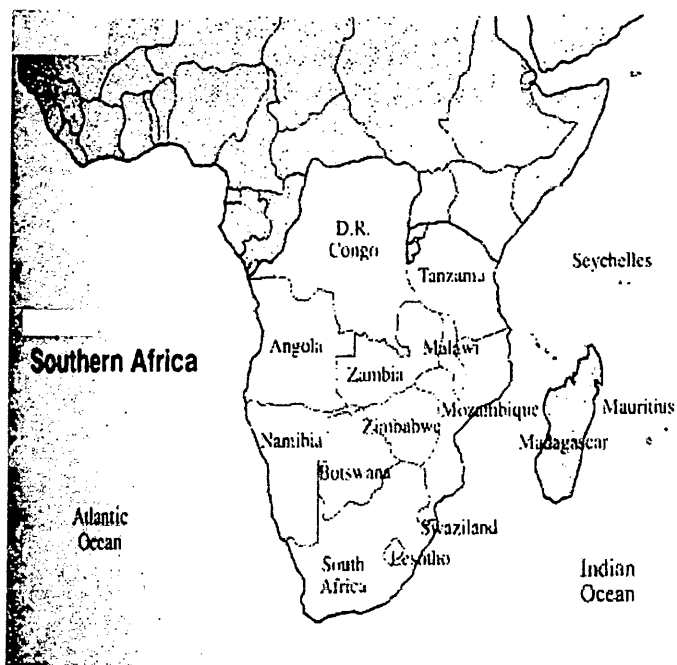 D.R.
Congo
Tanzania
Seychelles
Angola
Malawi
Southern Africa
Zambia
Mozambique
Mauritius
Namibia
Zimbabwe
Madagascar
Botswana
Atlantic
Ocean
Swaziland
Lesotho
South
Africa
Indian
Ocean